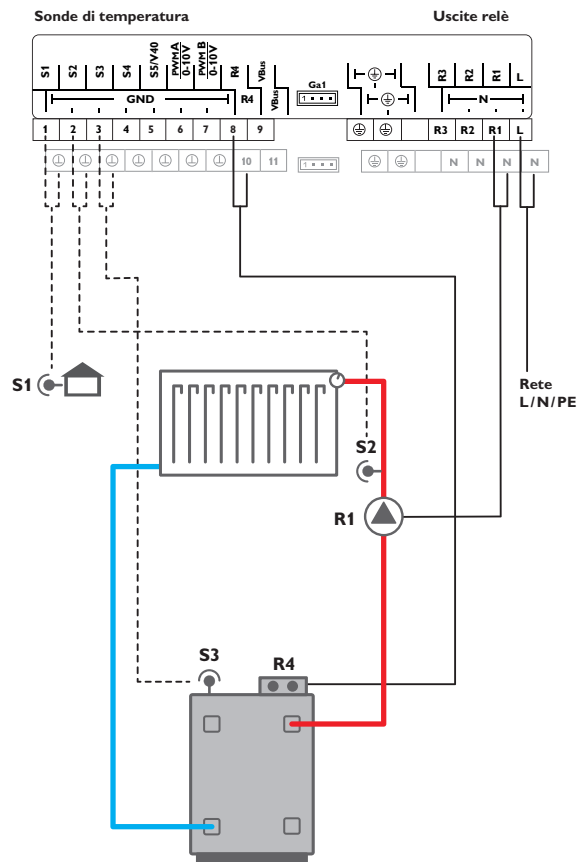 Sonde di temperatura Uscite relè
S1 S2 S3 S4 S5/V40 PWM A 0-10V PWM B 0-10V R4 VBus Ga1 R3 R2 R1 L
GND R4 VBus N
1 2 3 4 5 6 7 8 9 R3 R2 R1 L
10 11 N N N N
S1
Rete
L/N/PE
S2
R1
S3 R4